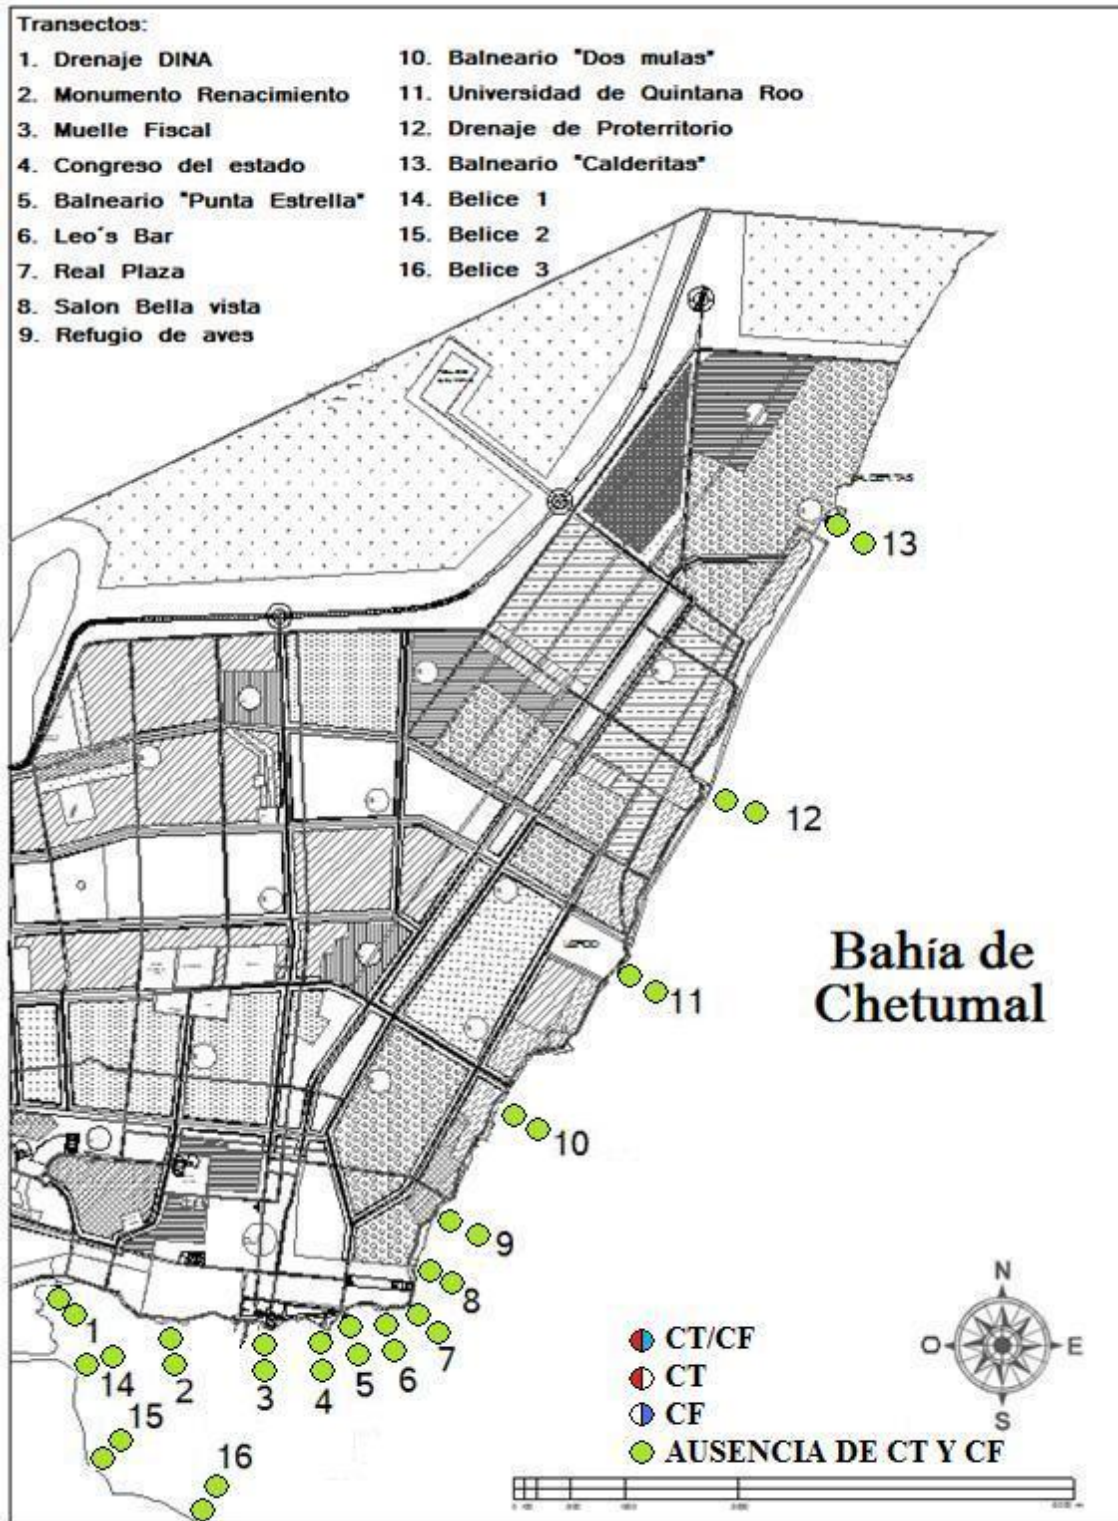 Transectos:
1. Drenaje DINA
2. Monumento Renacimiento
3. Muelle Fiscal
4. Congreso del estado
5. Balneario "Punta Estrella"
6. Leo´s Bar
7. Real Plaza
8. Salon Bella vista
9. Refugio de aves
10. Balneario "Dos mulas"
11. Universidad de Quintana Roo
12. Drenaje de Proterritorio
13. Balneario "Calderitas"
14. Belice 1
15. Belice 2
16. Belice 3
13
12
Bahía de
Chetumal
11
10
9
8
7
1
14
2
3
4
5
6
15
16
N
O
E
S
CT/CF
CT
CF
AUSENCIA DE CT Y CF